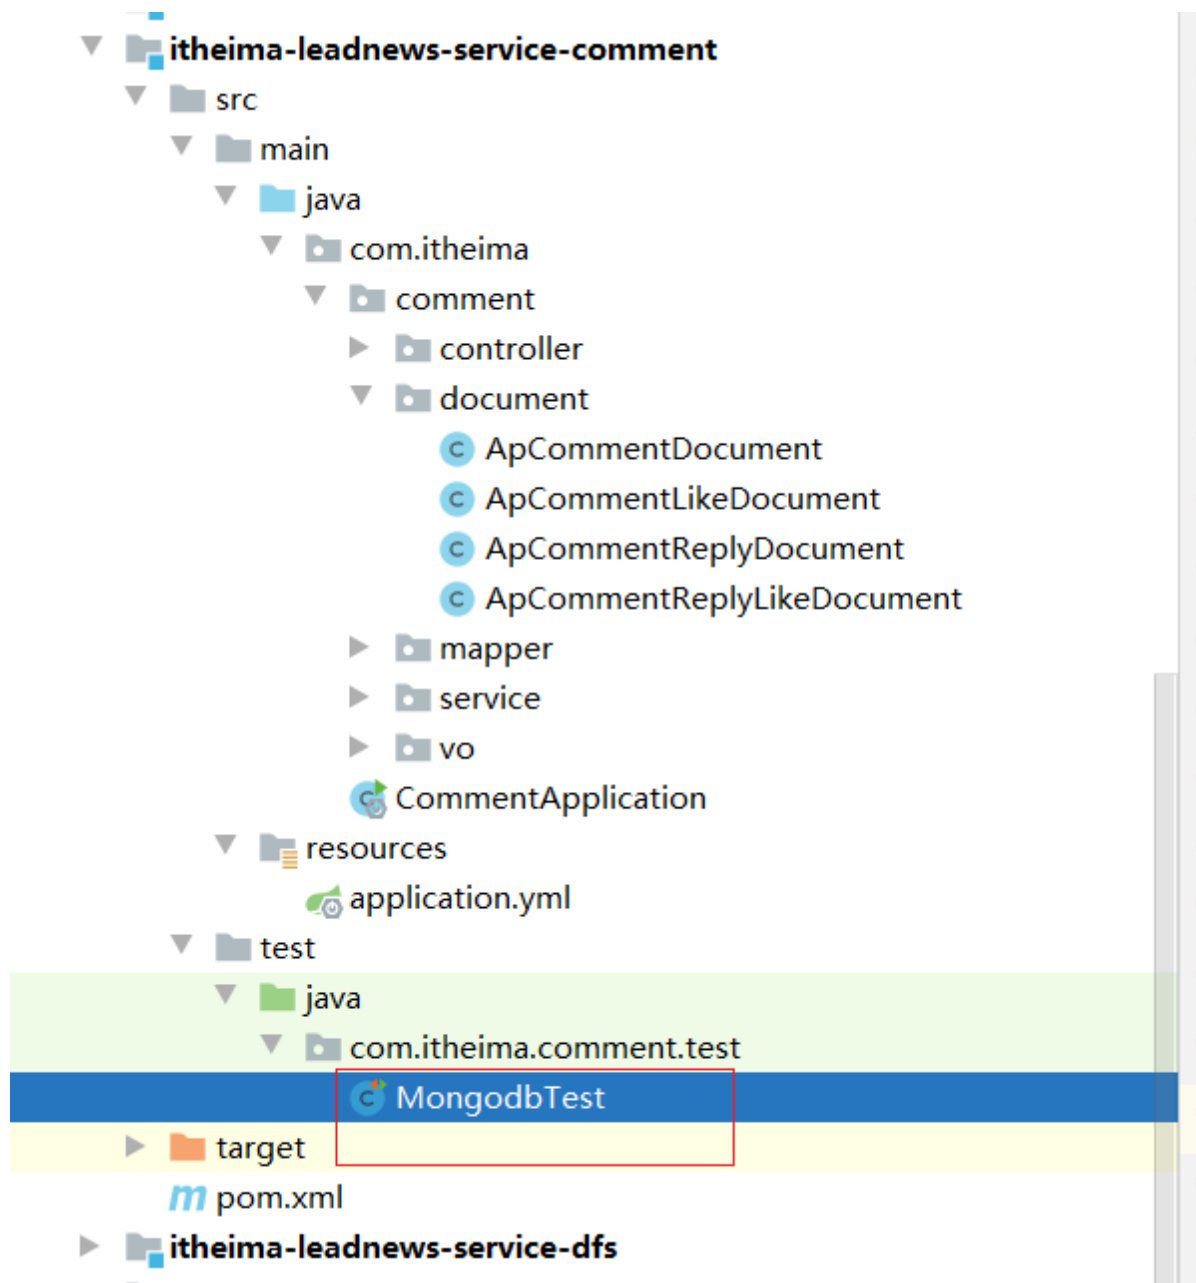 itheima-leadnews-service-comment
src
main
java
com.itheima
comment
controller
document
C ApCommentDocument
C ApCommentLikeDocument
C ApCommentReplyDocument
C ApCommentReplyLikeDocument
mapper
service
vo
C CommentApplication
resources
application.yml
test
java
com.itheima.comment.test
C MongodbTest
target
m pom.xml
itheima-leadnews-service-dfs